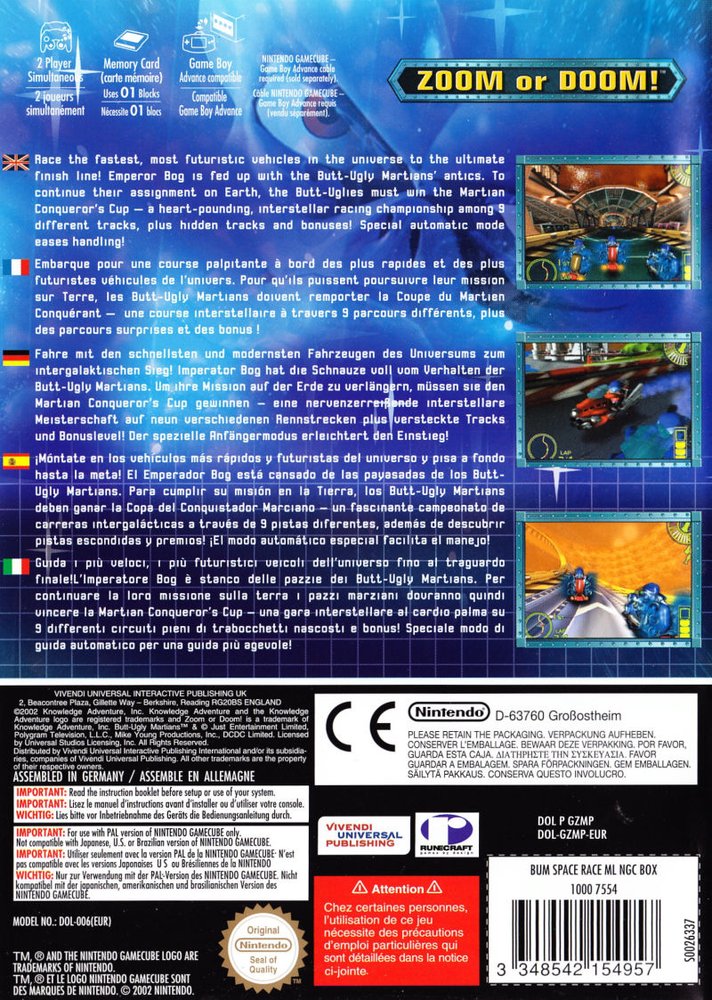 2 Player
Simultaneous
2 joueurs
simultanément
Memory Card
(carte mémoire)
Uses 01 Blocks
Nécessite 01 blocs
Game Boy
Advance compatible
Compatible
Game Boy Advance
NINTENDO GAMECUBE –
Game Boy Advance cable
required (sold separately).
Câble NINTENDO GAMECUBE –
Game Boy Advance requis
(vendu séparément).
ZOOM or DOOM!™
Race the fastest, most futuristic vehicles in the universe to the ultimate
finish line! Emperor Bog is fed up with the Butt-Ugly Martians' antics. To
continue their assignment on Earth, the Butt-Uglies must win the Martian
Conqueror's Cup – a heart-pounding, interstellar racing championship among 9
different tracks, plus hidden tracks and bonuses! Special automatic mode
eases handling!
Embarque pour une course palpitante à bord des plus rapides et des plus
futuristes véhicules de l'univers. Pour qu'ils puissent poursuivre leur mission
sur Terre, les Butt-Ugly Martians doivent remporter la Coupe du Martien
Conquérant – une course interstellaire à travers 9 parcours différents, plus
des parcours surprises et des bonus !
Fahre mit den schnellsten und modernsten Fahrzeugen des Universums zum
intergalaktischen Sieg! Imperator Bog hat die Schnauze voll vom Verhalten der
Butt-Ugly Martians. Um ihre Mission auf der Erde zu verlängern, müssen sie den
Martian Conqueror's Cup gewinnen – eine nervenzerreißende interstellare
Meisterschaft auf neun verschiedenen Rennstrecken plus versteckte Tracks
und Bonuslevel! Der spezielle Anfängermodus erleichtert den Einstieg!
¡Móntate en los vehículos más rápidos y futuristas del universo y pisa a fondo
hasta la meta! El Emperador Bog está cansado de las payasadas de los Butt-
Ugly Martians. Para cumplir su misión en la Tierra, los Butt-Ugly Martians
deben ganar la Copa del Conquistador Marciano – un fascinante campeonato de
carreras intergalácticas a través de 9 pistas diferentes, además de descubrir
pistas escondidas y premios! ¡El modo automático especial facilita el manejo!
Guida i più veloci, i più futuristici veicoli dell'universo fino al traguardo
finale!L'Imperatore Bog è stanco delle pazzie dei Butt-Ugly Martians. Per
continuare la loro missione sulla terra i pazzi marziani dovranno quindi
vincere la Martian Conqueror's Cup – una gara interstellare al cardio palma su
9 differenti circuiti pieni di trabocchetti nascosti e bonus! Speciale modo di
guida automatico per una guida più agevole!
LAP
VIVENDI UNIVERSAL INTERACTIVE PUBLISHING UK
2, Beacontree Plaza, Gillette Way – Berkshire, Reading RG20BS ENGLAND
©2002 Knowledge Adventure, Inc. Knowledge Adventure and the Knowledge
Adventure logo are registered trademarks and Zoom or Doom! is a trademark of
Knowledge Adventure, Inc. Butt-Ugly Martians™ & © Just Entertainment Limited,
Polygram Television, L.L.C., Mike Young Productions, Inc., DCDC Limited. Licensed
by Universal Studios Licensing, Inc. All Rights Reserved.
Distributed by Vivendi Universal Interactive Publishing International and/or its subsidia-
ries, companies of Vivendi Universal Publishing. All other trademarks are the property
of their respective owners.
ASSEMBLED IN GERMANY / ASSEMBLE EN ALLEMAGNE
IMPORTANT: Read the instruction booklet before setup or use of your system.
IMPORTANT: Lisez le manuel d'instructions avant d'installer ou d'utiliser votre console.
WICHTIG: Lies bitte vor Inbetriebnahme des Geräts die Bedienungsanleitung durch.
IMPORTANT: For use with PAL version of NINTENDO GAMECUBE only.
Not compatible with Japanese, U.S. or Brazilian version of NINTENDO GAMECUBE.
IMPORTANT: Utiliser seulement avec la version PAL de la NINTENDO GAMECUBE. N'est
pas compatible avec les versions Japonaises U S ou Brésiliennes de la NINTENDO
WICHTIG: Nur zur Verwendung mit der PAL-Version des NINTENDO GAMECUBE. Nicht
kompatibel mit der japanischen, amerikanischen und brasilianischen Version des
NINTENDO GAMECUBE.
MODEL NO.: DOL-006(EUR)
TM, ® AND THE NINTENDO GAMECUBE LOGO ARE
TRADEMARKS OF NINTENDO.
TM, ® ET LE LOGO NINTENDO GAMECUBE SONT
DES MARQUES DE NINTENDO. © 2002 NINTENDO.
Original
Nintendo
Seal of
Quality
TM
CE
Nintendo® D-63760 Großostheim
PLEASE RETAIN THE PACKAGING. VERPACKUNG AUFHEBEN.
CONSERVER L'EMBALLAGE. BEWAAR DEZE VERPAKKING. POR FAVOR,
GUARDA ESTA CAJA. ΔΙΑΤΗΡΗΣΤΕ ΤΗΝ ΣΥΣΚΕΥΑΣΙΑ. FAVOR
GUARDAR A EMBALAGEM. SPARA FÖRPACKNINGEN. GEM EMBALLAGEN.
SÄILYTÄ PAKKAUS. CONSERVA QUESTO INVOLUCRO.
VIVENDI
UNIVERSAL
PUBLISHING
RUNECRAFT
games by design
DOL P GZMP
DOL-GZMP-EUR
Attention
Chez certaines personnes,
l'utilisation de ce jeu
nécessite des précautions
d'emploi particulières qui
sont détaillées dans la notice
ci-jointe.
BUM SPACE RACE ML NGC BOX
1000 7554
3 348542 154957
S0026337